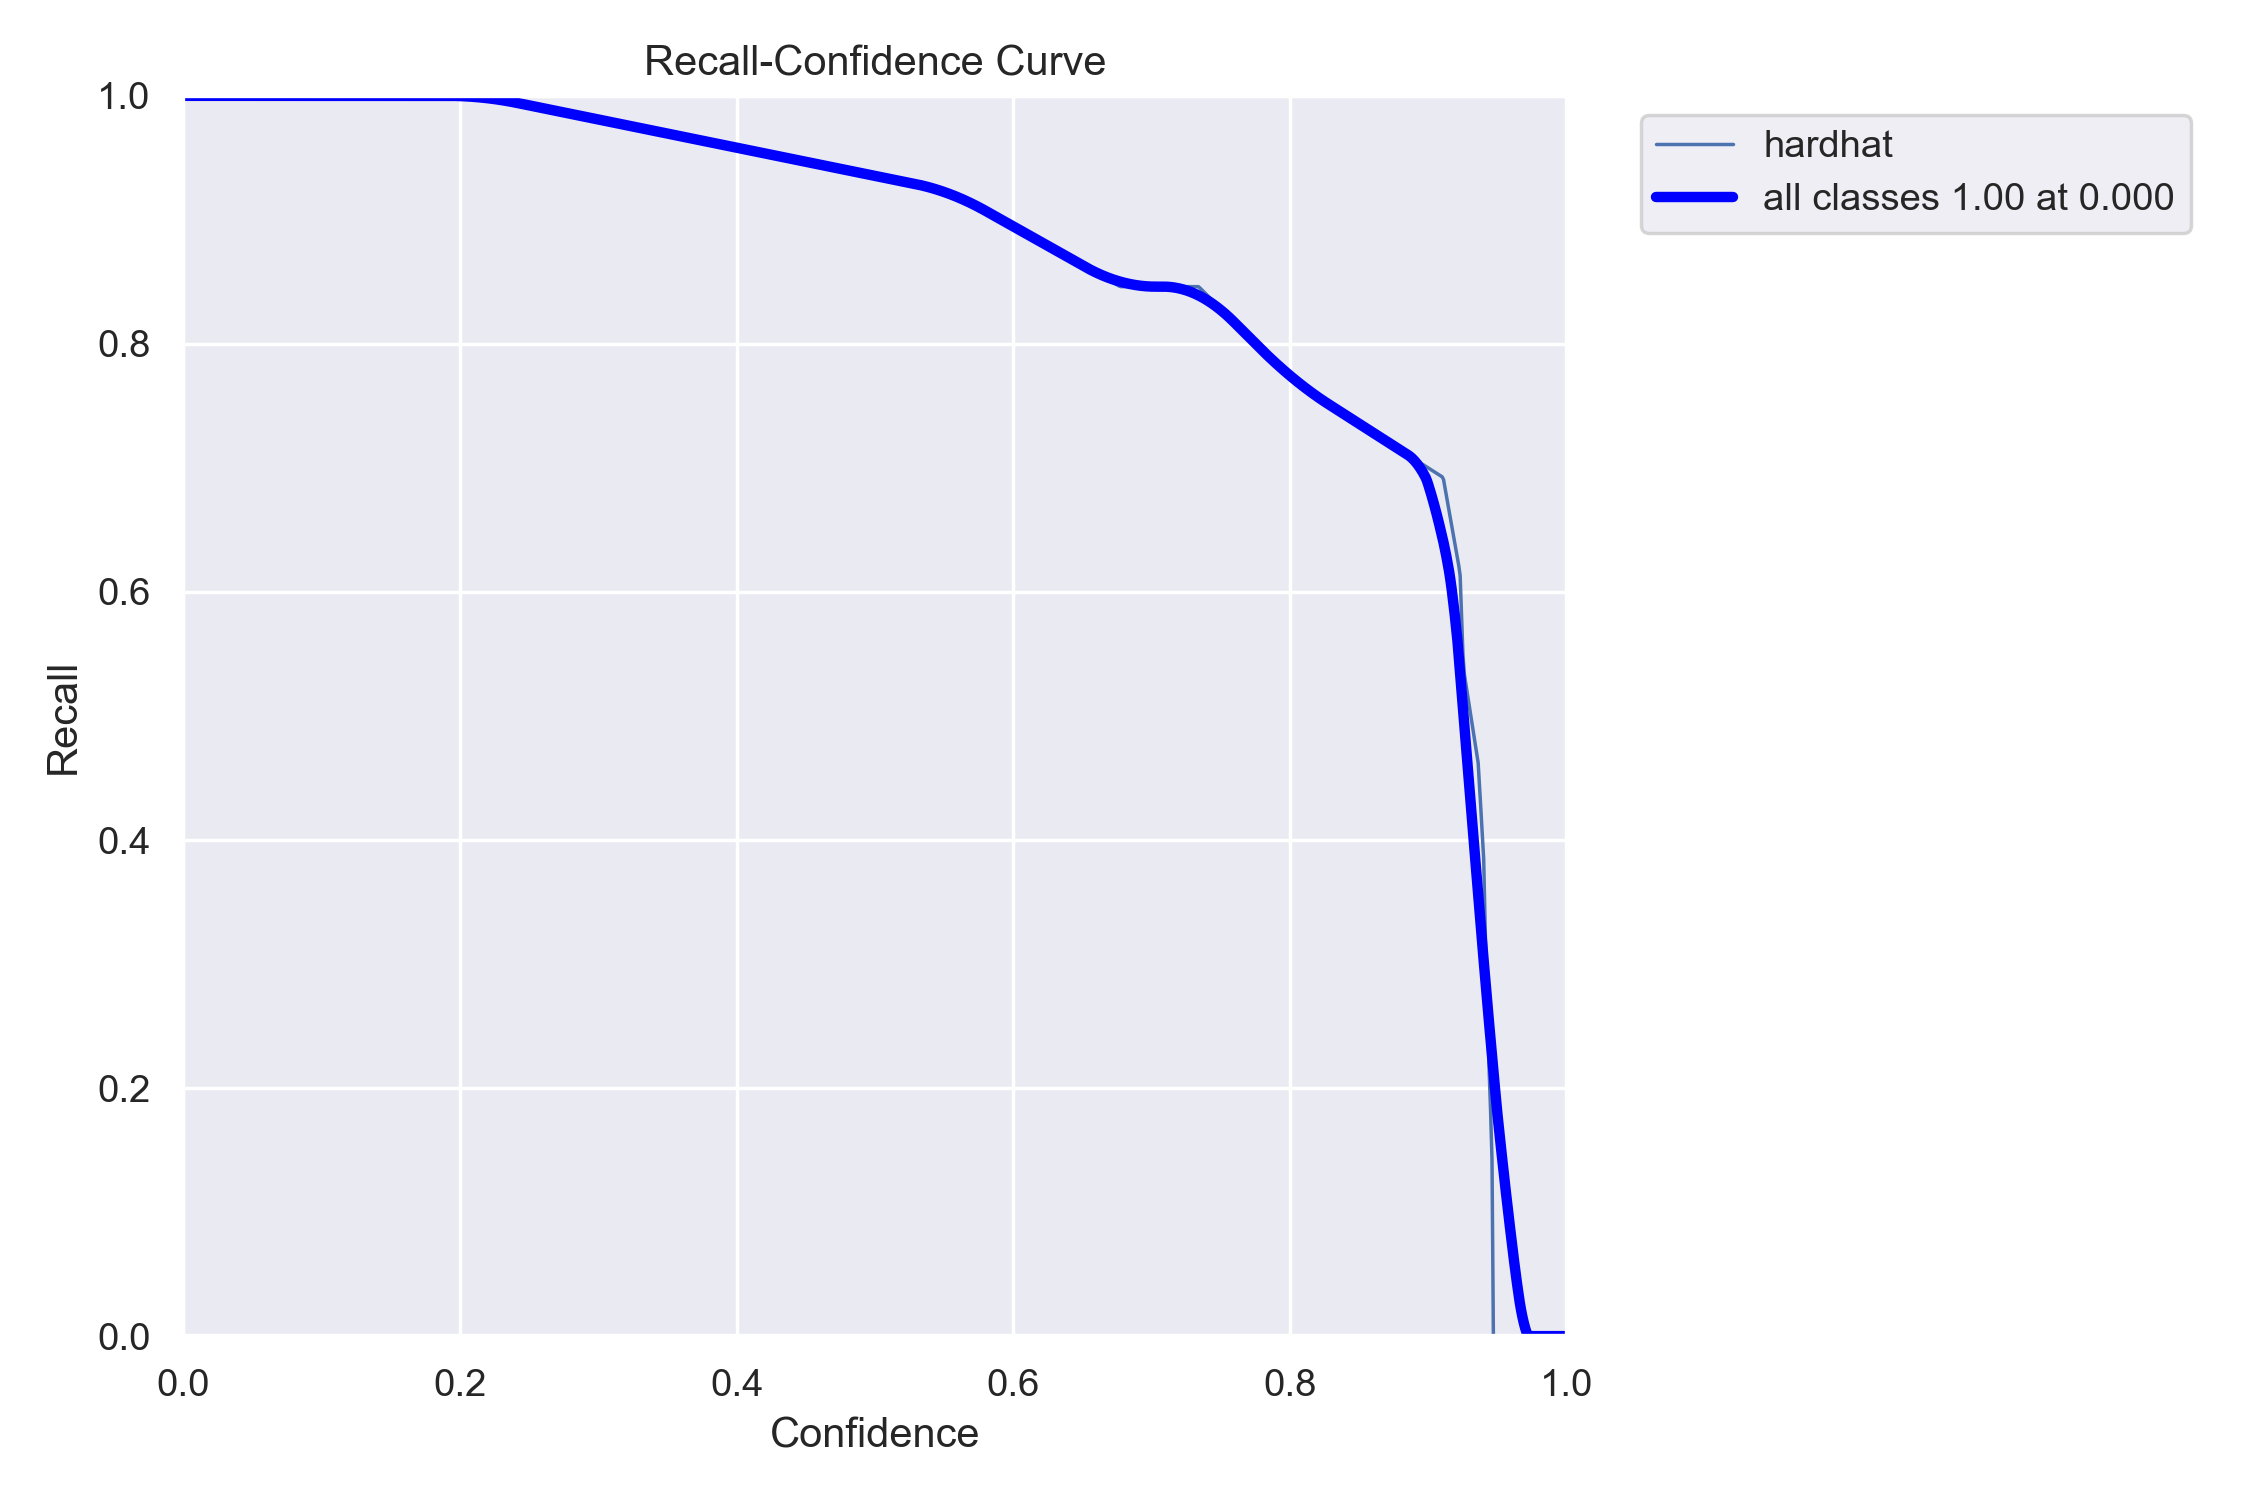 Recall-Confidence Curve
1.0
0.8
0.6
0.4
0.2
0.0
Recall
0.0 0.2 0.4 0.6 0.8 1.0
Confidence
hardhat
all classes 1.00 at 0.000